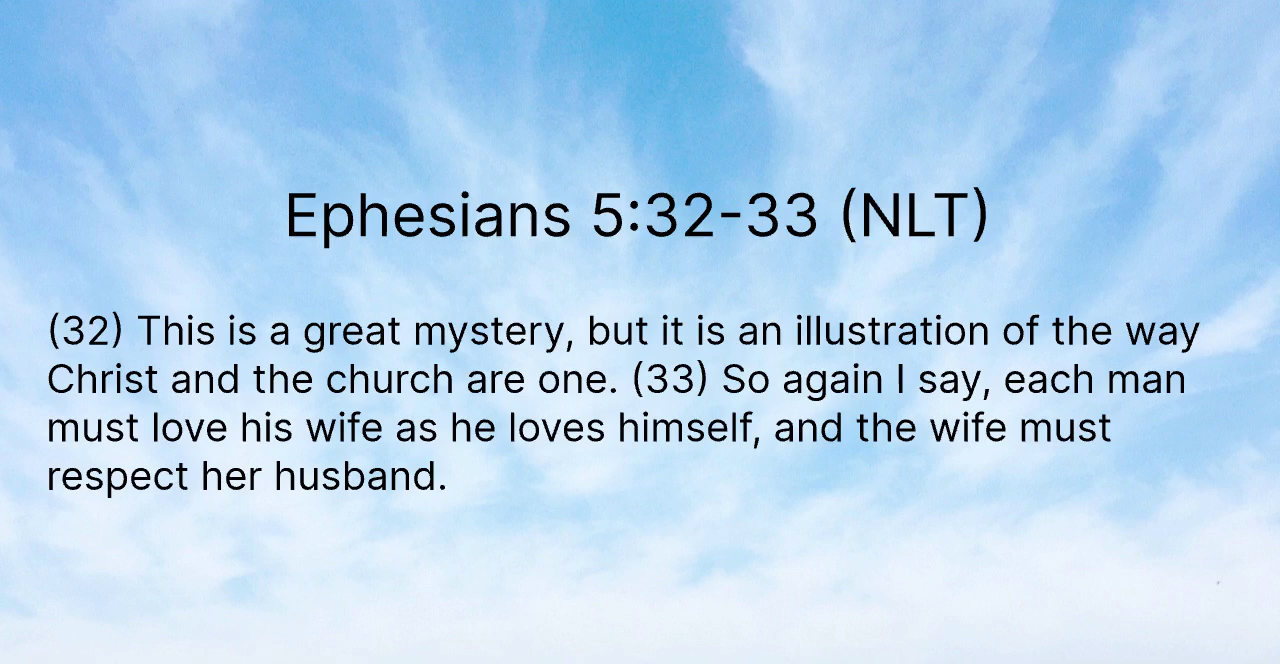 Ephesians 5:32-33 (NLT)
(32) This is a great mystery, but it is an illustration of the way
Christ and the church are one. (33) So again I say, each man
must love his wife as he loves himself, and the wife must
respect her husband.